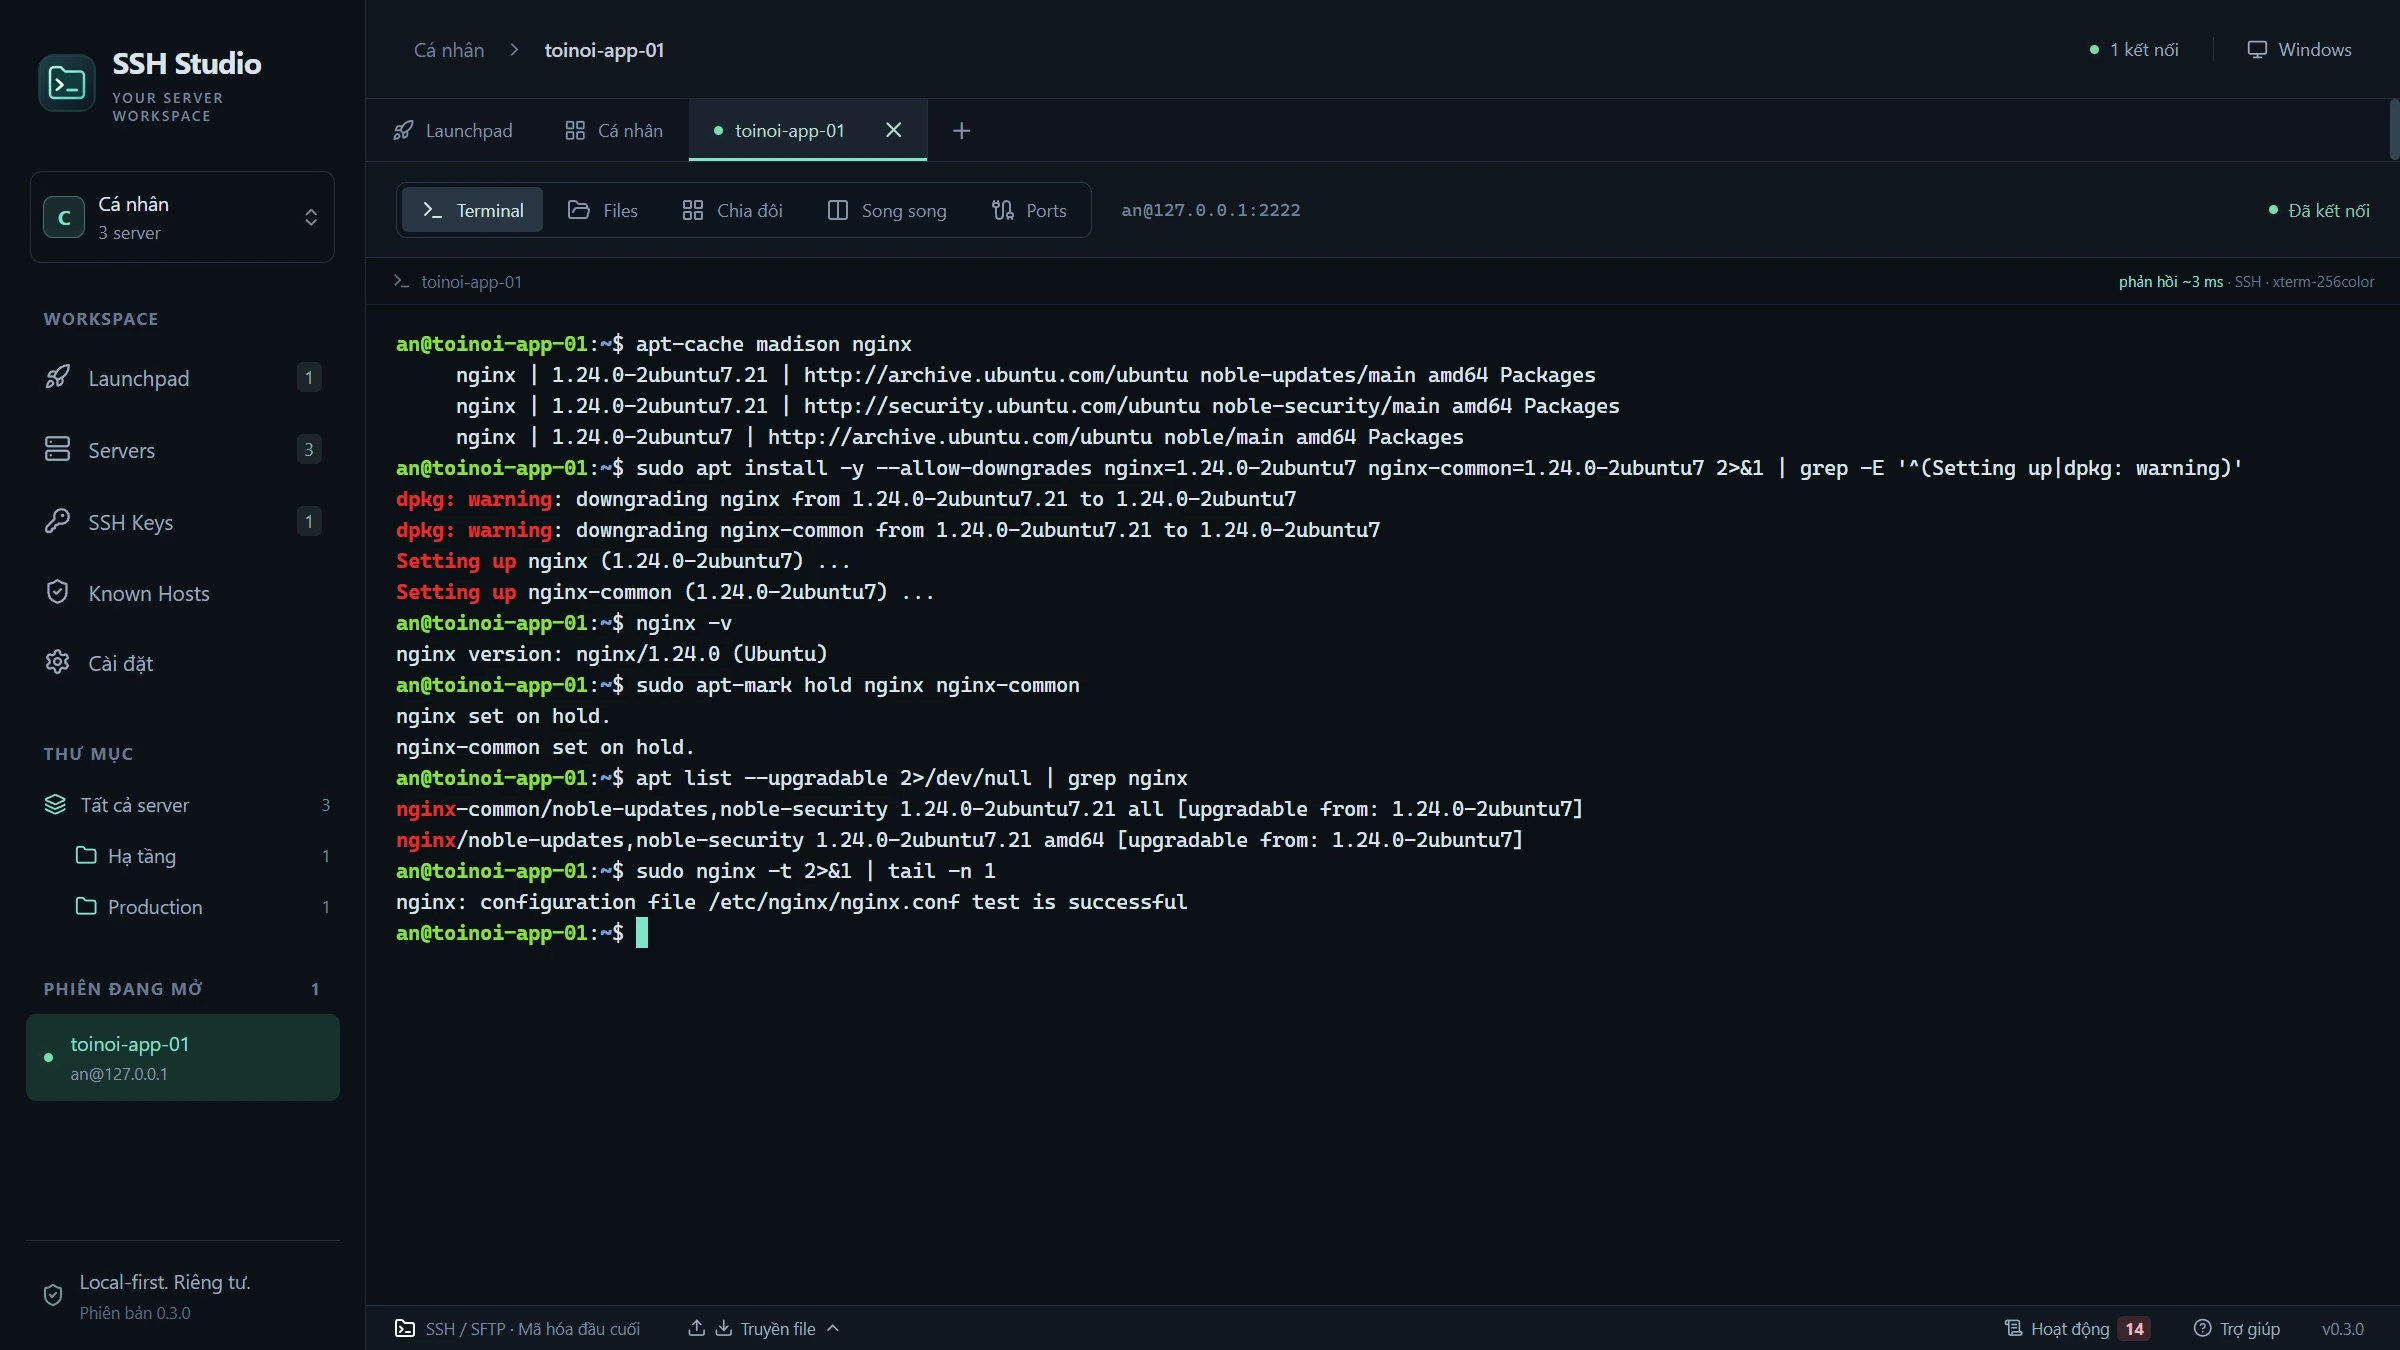 SSH Studio
YOUR SERVER
WORKSPACE
C
Cá nhân
3 server
WORKSPACE
Launchpad 1
Servers 3
SSH Keys 1
Known Hosts
Cài đặt
THƯ MỤC
Tất cả server 3
Hạ tầng 1
Production 1
PHIÊN ĐANG MỞ 1
toinoi-app-01
an@127.0.0.1
Local-first. Riêng tư.
Phiên bản 0.3.0
Cá nhân > toinoi-app-01
1 kết nối
Windows
Launchpad
Cá nhân
toinoi-app-01
Terminal
Files
Chia đôi
Song song
Ports
an@127.0.0.1:2222
Đã kết nối
toinoi-app-01
phản hồi ~3 ms · SSH · xterm-256color
an@toinoi-app-01:~$ apt-cache madison nginx
nginx | 1.24.0-2ubuntu7.21 | http://archive.ubuntu.com/ubuntu noble-updates/main amd64 Packages
nginx | 1.24.0-2ubuntu7.21 | http://security.ubuntu.com/ubuntu noble-security/main amd64 Packages
nginx | 1.24.0-2ubuntu7 | http://archive.ubuntu.com/ubuntu noble/main amd64 Packages
an@toinoi-app-01:~$ sudo apt install -y --allow-downgrades nginx=1.24.0-2ubuntu7 nginx-common=1.24.0-2ubuntu7 2>&1 | grep -E '^(Setting up|dpkg: warning)'
dpkg: warning: downgrading nginx from 1.24.0-2ubuntu7.21 to 1.24.0-2ubuntu7
dpkg: warning: downgrading nginx-common from 1.24.0-2ubuntu7.21 to 1.24.0-2ubuntu7
Setting up nginx (1.24.0-2ubuntu7) ...
Setting up nginx-common (1.24.0-2ubuntu7) ...
an@toinoi-app-01:~$ nginx -v
nginx version: nginx/1.24.0 (Ubuntu)
an@toinoi-app-01:~$ sudo apt-mark hold nginx nginx-common
nginx set on hold.
nginx-common set on hold.
an@toinoi-app-01:~$ apt list --upgradable 2>/dev/null | grep nginx
nginx-common/noble-updates,noble-security 1.24.0-2ubuntu7.21 all [upgradable from: 1.24.0-2ubuntu7]
nginx/noble-updates,noble-security 1.24.0-2ubuntu7.21 amd64 [upgradable from: 1.24.0-2ubuntu7]
an@toinoi-app-01:~$ sudo nginx -t 2>&1 | tail -n 1
nginx: configuration file /etc/nginx/nginx.conf test is successful
an@toinoi-app-01:~$
SSH / SFTP · Mã hóa đầu cuối
Truyền file
Hoạt động 14
Trợ giúp
v0.3.0